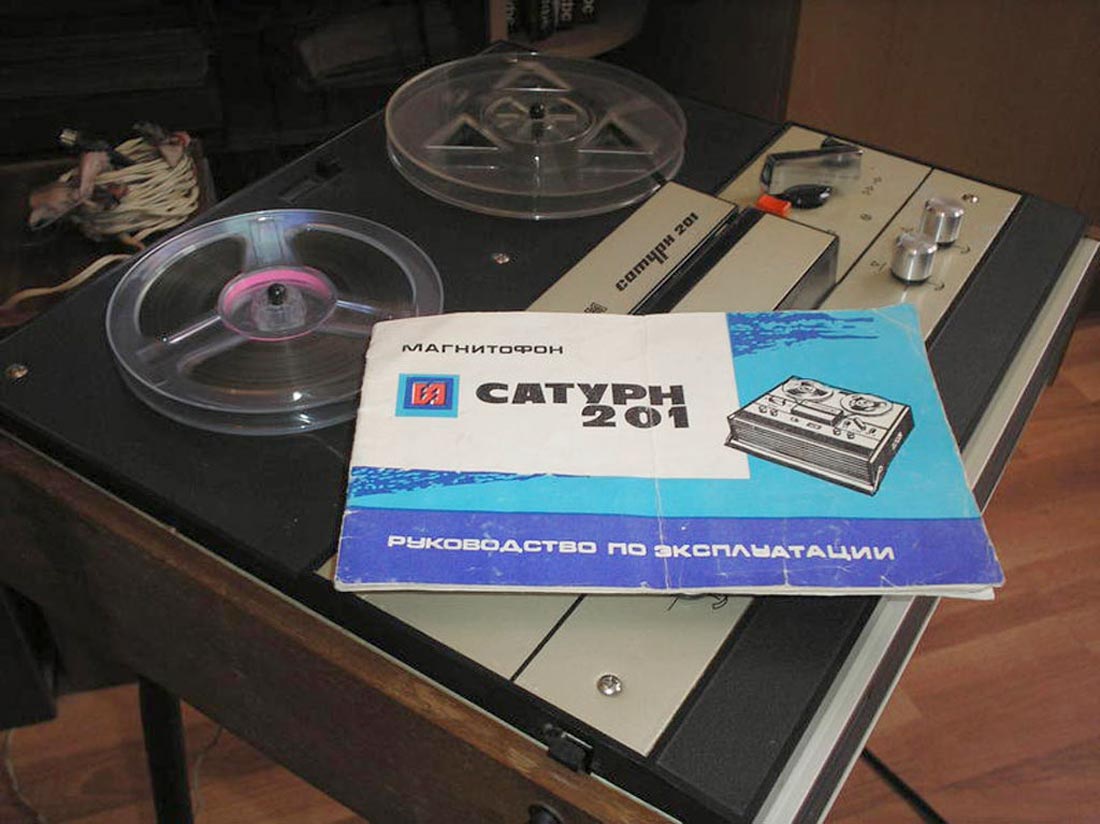 сатурн 201
МАГНИТОФОН
САТУРН
201
РУКОВОДСТВО ПО ЭКСПЛУАТАЦИИ